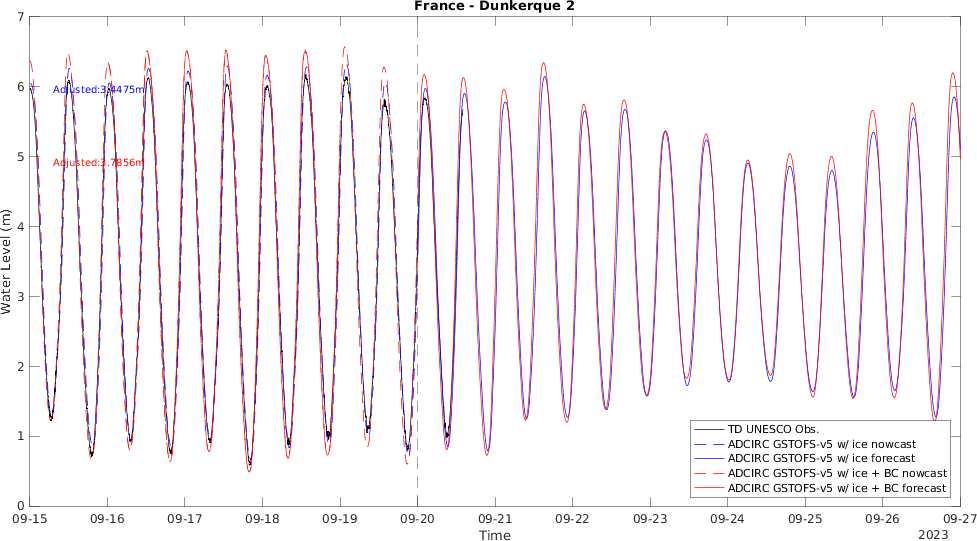 France - Dunkerque 2
7
6
5
4
3
2
1
0
Water Level (m)
Adjusted:3.4475m
Adjusted:3.7856m
TD UNESCO Obs.
ADCIRC GSTOFS-v5 w/ ice nowcast
ADCIRC GSTOFS-v5 w/ ice forecast
ADCIRC GSTOFS-v5 w/ ice + BC nowcast
ADCIRC GSTOFS-v5 w/ ice + BC forecast
09-15 09-16 09-17 09-18 09-19 09-20 09-21 09-22 09-23 09-24 09-25 09-26 09-27
Time
2023